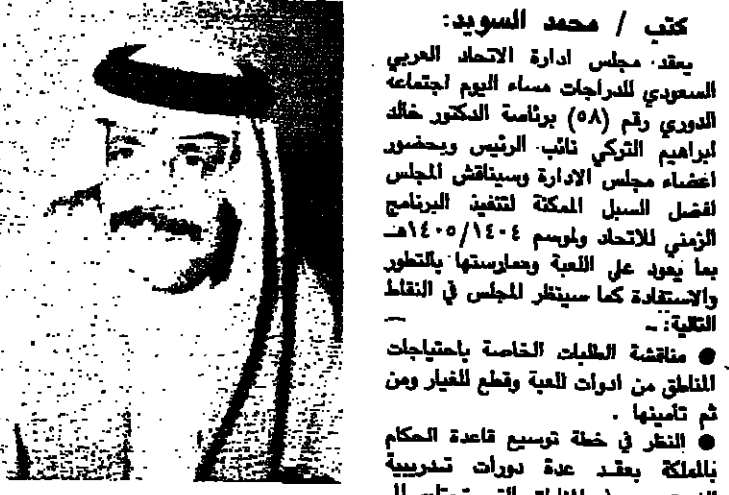 كتب / محمد السويد:
يعقد مجلس ادارة الاتحاد العربي
السعودي للدراجات مساء اليوم اجتماعه
الدوري رقم (٥٨) برئاسة الدكتور خالد
ابراهيم التركي نائب الرئيس وبحضور
اعضاء مجلس الادارة وسيناقش المجلس
افضل السبل الممكنة لتنفيذ البرنامج
الزمني للاتحاد ولموسم ١٤٠٤/١٤٠٥هـ
بما يعود على اللعبة وممارستها بالتطور
والاستفادة كما سينظر المجلس في النقاط
التالية: ـ
● مناقشة الطلبات الخاصة باحتياجات
المناطق من ادوات للعبة وقطع للغيار ومن
ثم تأمينها .
● النظر في خطة توسيع قاعدة الحكام
بالمملكة بعقد عدة دورات تدريبية